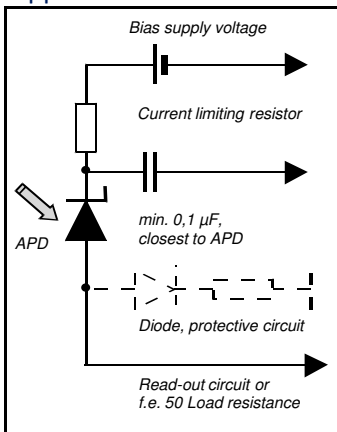 Bias supply voltage
Current limiting resistor
min. 0,1 µF,
closest to APD
APD
Diode, protective circuit
Read-out circuit or
f.e. 50 Load resistance